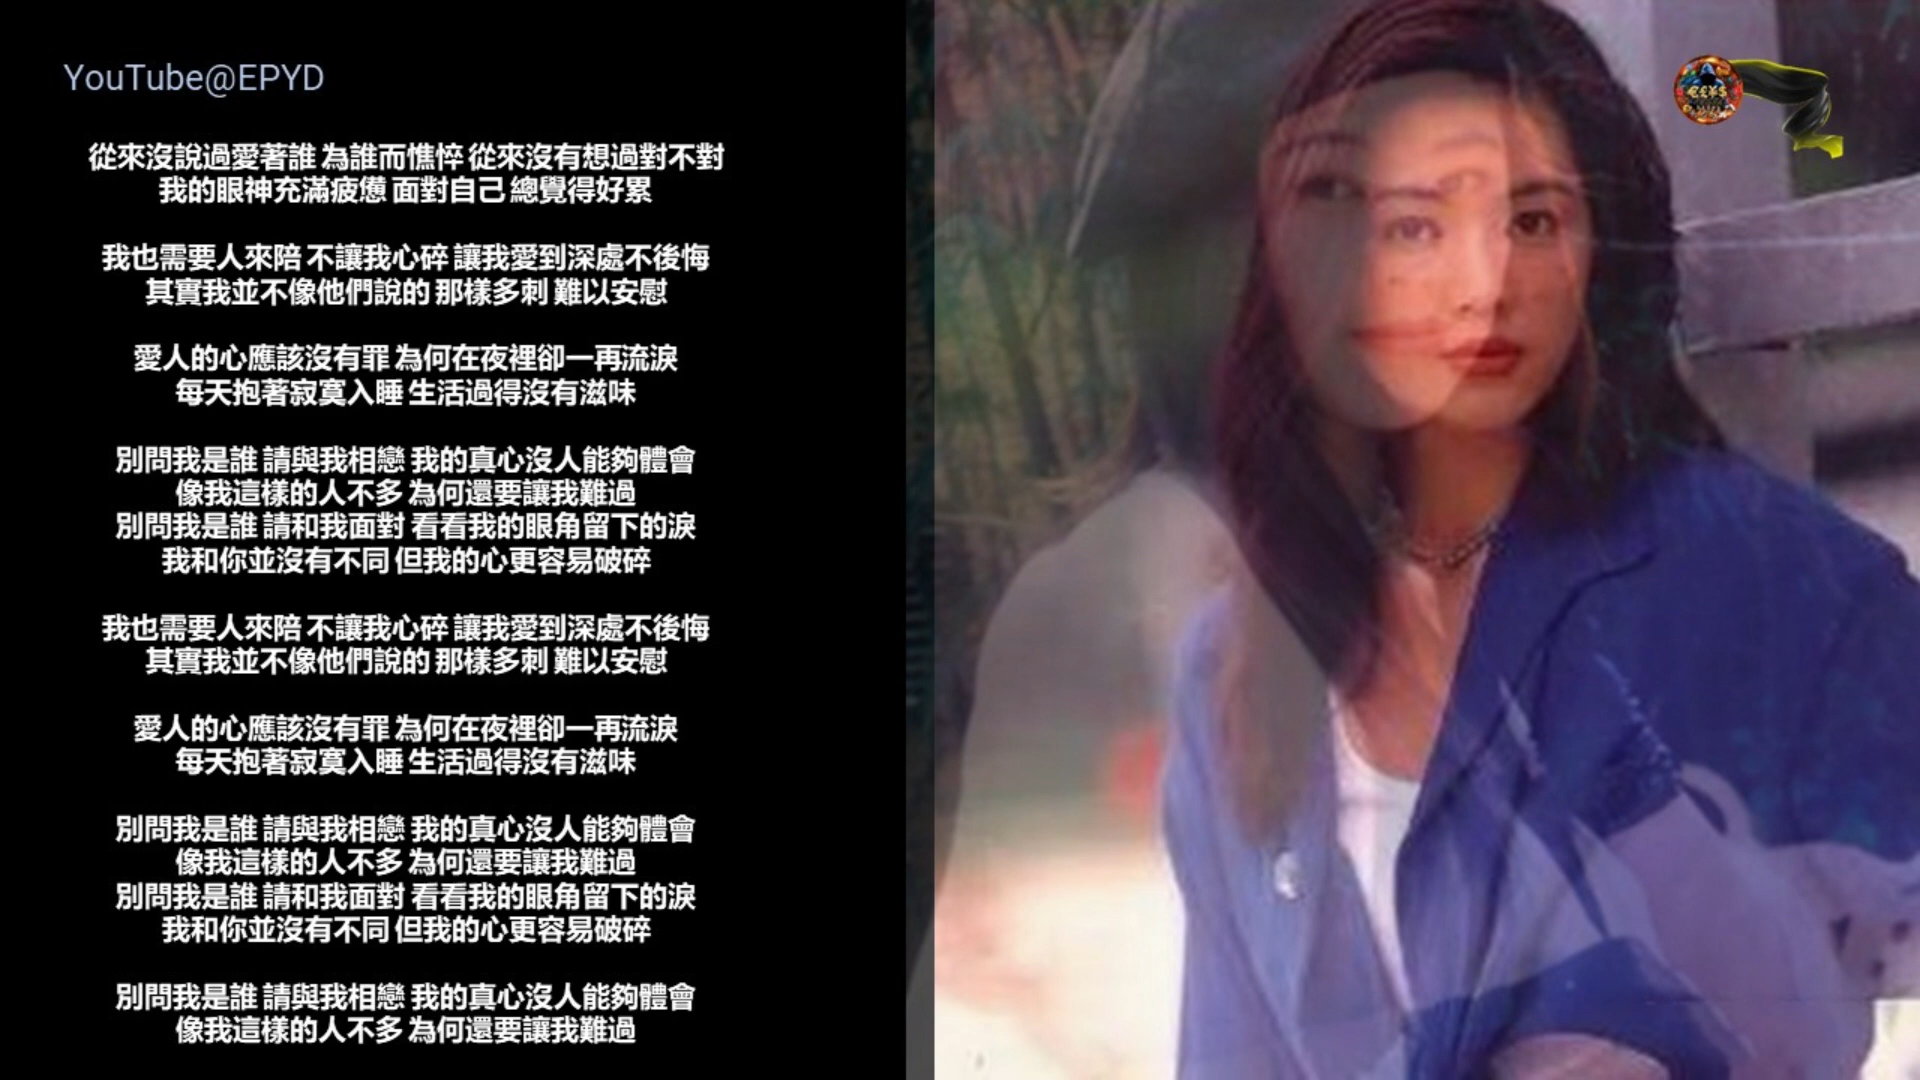 YouTube@EPYD
從來沒說過愛著誰 為誰而憔悴 從來沒有想過對不對
我的眼神充滿疲憊 面對自己 總覺得好累
我也需要人來陪 不讓我心碎 讓我愛到深處不後悔
其實我並不像他們說的 那樣多刺 難以安慰
愛人的心應該沒有罪 為何在夜裡卻一再流淚
每天抱著寂寞入睡 生活過得沒有滋味
別問我是誰 請與我相戀 我的真心沒人能夠體會
像我這樣的人不多 為何還要讓我難過
別問我是誰 請和我面對 看看我的眼角留下的淚
我和你並沒有不同 但我的心更容易破碎
我也需要人來陪 不讓我心碎 讓我愛到深處不後悔
其實我並不像他們說的 那樣多刺 難以安慰
愛人的心應該沒有罪 為何在夜裡卻一再流淚
每天抱著寂寞入睡 生活過得沒有滋味
別問我是誰 請與我相戀 我的真心沒人能夠體會
像我這樣的人不多 為何還要讓我難過
別問我是誰 請和我面對 看看我的眼角留下的淚
我和你並沒有不同 但我的心更容易破碎
別問我是誰 請與我相戀 我的真心沒人能夠體會
像我這樣的人不多 為何還要讓我難過